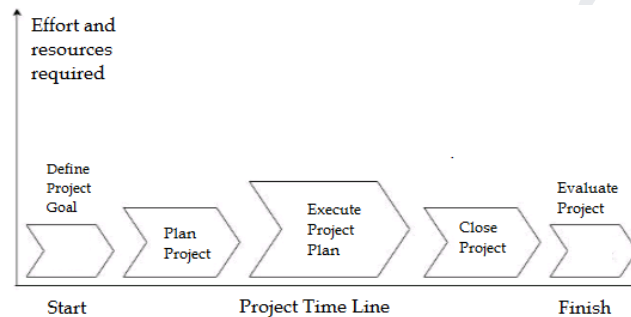 Effort and
resources
required
Define
Project
Goal
Plan
Project
Execute
Project
Plan
Close
Project
Evaluate
Project
Start
Project Time Line
Finish